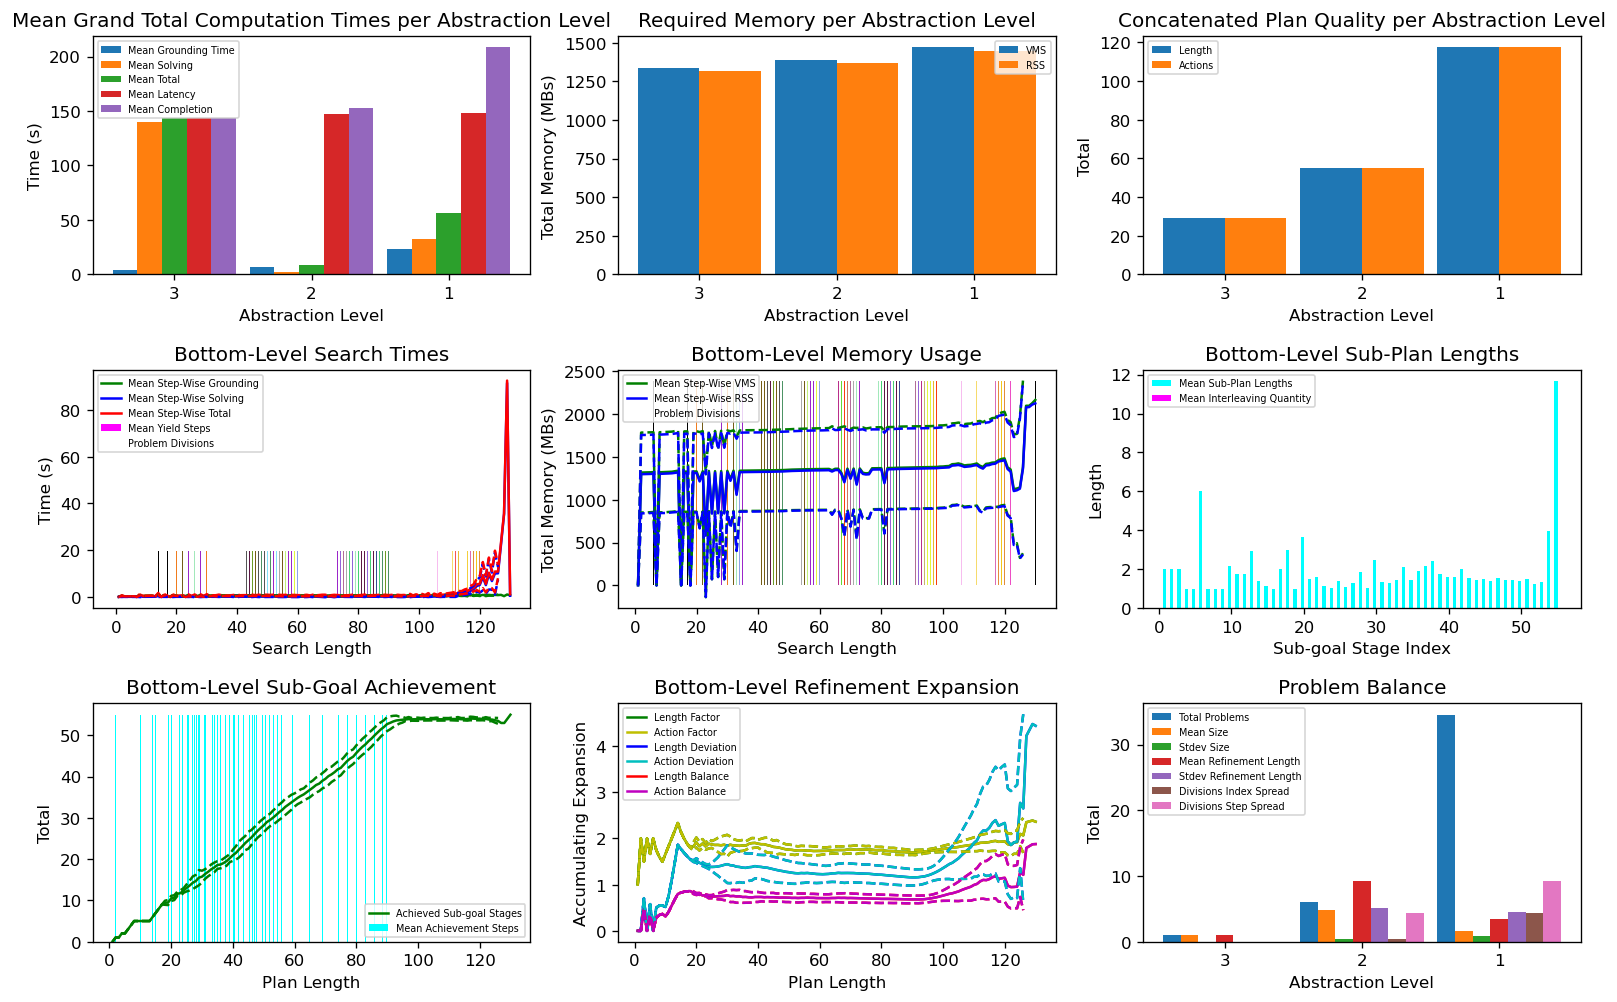 Mean Grand Total Computation Times per Abstraction Level
200
150
100
50
0
Time (s)
Mean Grounding Time
Mean Solving
Mean Total
Mean Latency
Mean Completion
3 2 1
Abstraction Level
Required Memory per Abstraction Level
1500
1250
1000
750
500
250
0
Total Memory (MBs)
VMS
RSS
3 2 1
Abstraction Level
Concatenated Plan Quality per Abstraction Level
120
100
80
60
40
20
0
Total
Length
Actions
3 2 1
Abstraction Level
Bottom-Level Search Times
80
60
40
20
0
Time (s)
Mean Step-Wise Grounding
Mean Step-Wise Solving
Mean Step-Wise Total
Mean Yield Steps
Problem Divisions
0 20 40 60 80 100 120
Search Length
Bottom-Level Memory Usage
2500
2000
1500
1000
500
0
Total Memory (MBs)
Mean Step-Wise VMS
Mean Step-Wise RSS
Problem Divisions
0 20 40 60 80 100 120
Search Length
Bottom-Level Sub-Plan Lengths
12
10
8
6
4
2
0
Length
Mean Sub-Plan Lengths
Mean Interleaving Quantity
0 10 20 30 40 50
Sub-goal Stage Index
Bottom-Level Sub-Goal Achievement
50
40
30
20
10
0
Total
Achieved Sub-goal Stages
Mean Achievement Steps
0 20 40 60 80 100 120
Plan Length
Bottom-Level Refinement Expansion
4
3
2
1
0
Accumulating Expansion
Length Factor
Action Factor
Length Deviation
Action Deviation
Length Balance
Action Balance
0 20 40 60 80 100 120
Plan Length
Problem Balance
30
20
10
0
Total
Total Problems
Mean Size
Stdev Size
Mean Refinement Length
Stdev Refinement Length
Divisions Index Spread
Divisions Step Spread
3 2 1
Abstraction Level